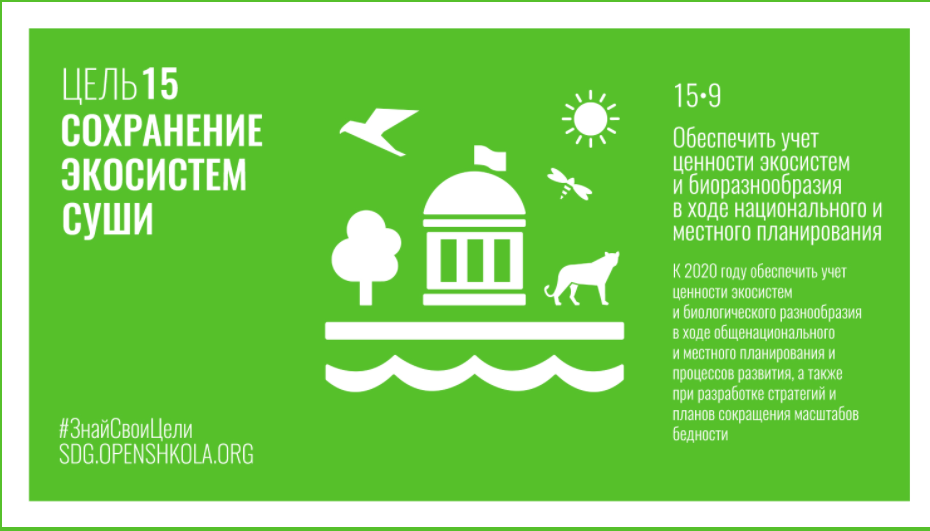 ЦЕЛЬ 15
СОХРАНЕНИЕ
ЭКОСИСТЕМ
СУШИ
#ЗнайСвоиЦели
SDG.OPENSHKOLA.ORG
15•9
Обеспечить учет
ценности экосистем
и биоразнообразия
в ходе национального и
местного планирования
К 2020 году обеспечить учет
ценности экосистем
и биологического разнообразия
в ходе общенационального
и местного планирования и
процессов развития, а также
при разработке стратегий и
планов сокращения масштабов
бедности